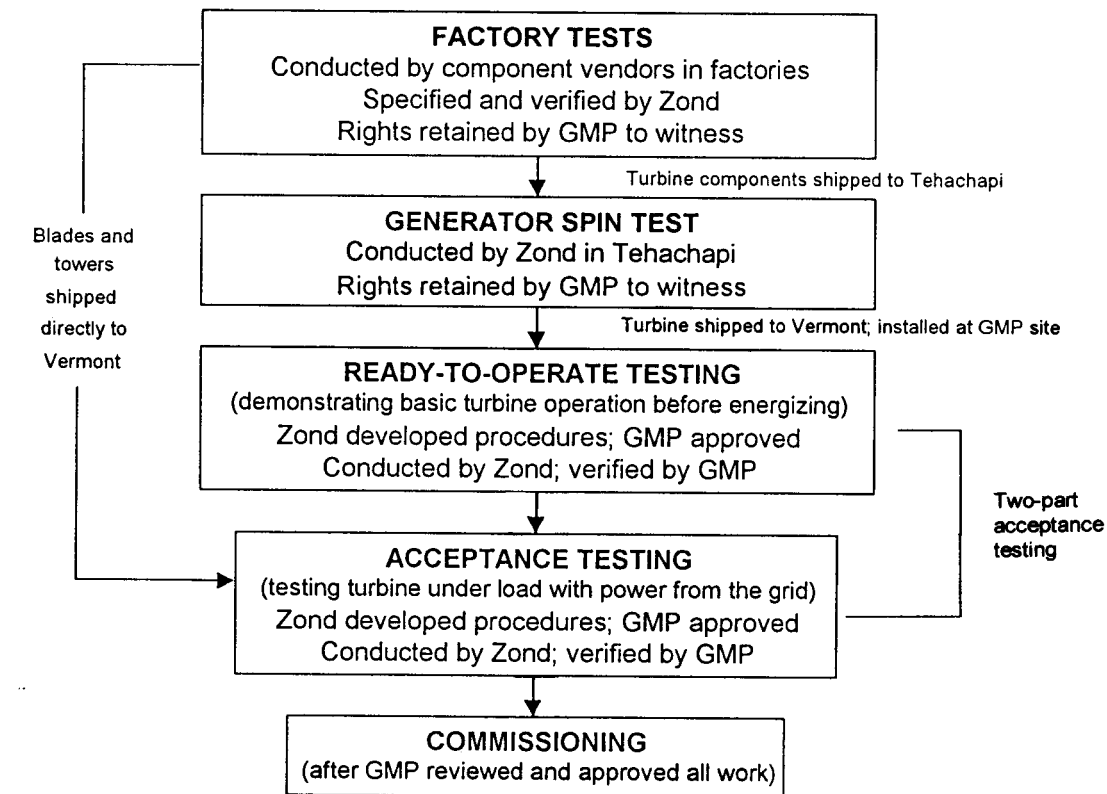 FACTORY TESTS
Conducted by component vendors in factories
Specified and verified by Zond
Rights retained by GMP to witness
Turbine components shipped to Tehachapi
GENERATOR SPIN TEST
Conducted by Zond in Tehachapi
Rights retained by GMP to witness
Blades and
towers
shipped
directly to
Vermont
Turbine shipped to Vermont; installed at GMP site
READY-TO-OPERATE TESTING
(demonstrating basic turbine operation before energizing)
Zond developed procedures; GMP approved
Conducted by Zond; verified by GMP
Two-part
acceptance
testing
ACCEPTANCE TESTING
(testing turbine under load with power from the grid)
Zond developed procedures; GMP approved
Conducted by Zond; verified by GMP
COMMISSIONING
(after GMP reviewed and approved all work)